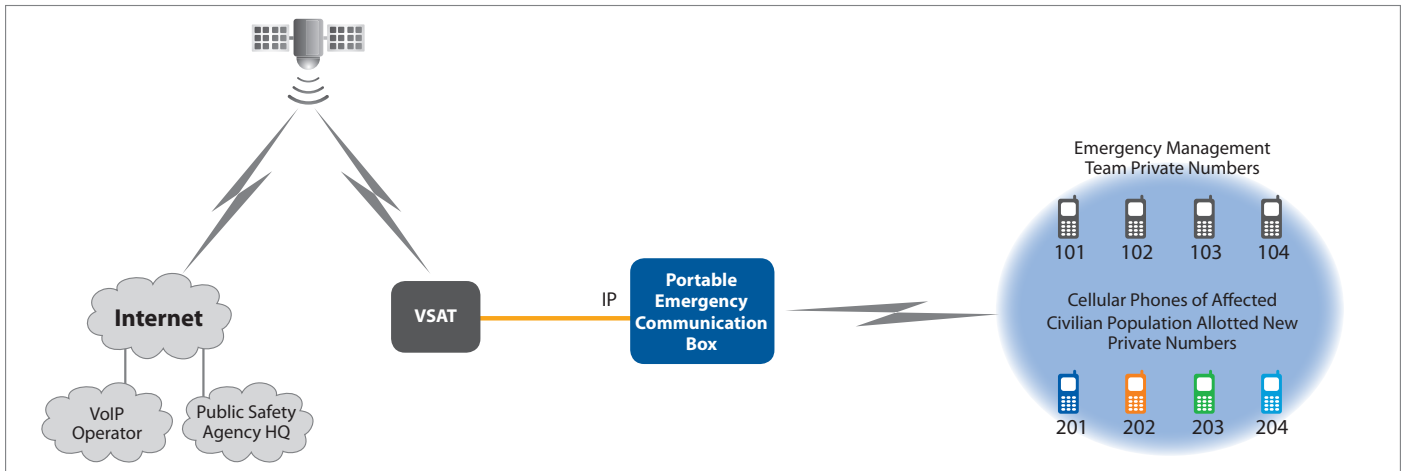 Internet
VoIP
Operator
Public Safety
Agency HQ
VSAT
IP
Portable
Emergency
Communication
Box
Emergency Management
Team Private Numbers
101 102 103 104
Cellular Phones of Affected
Civilian Population Allotted New
Private Numbers
201 202 203 204